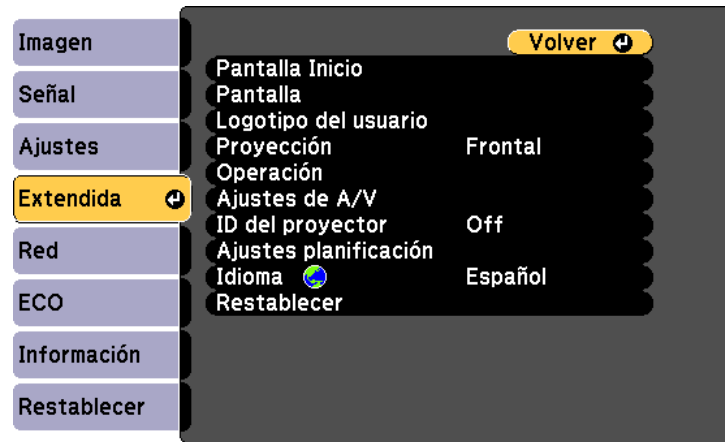 Imagen
Señal
Ajustes
Extendida
Red
ECO
Información
Restablecer
Volver
Pantalla Inicio
Pantalla
Logotipo del usuario
Proyección Frontal
Operación
Ajustes de A/V
ID del proyector Off
Ajustes planificación
Idioma Español
Restablecer